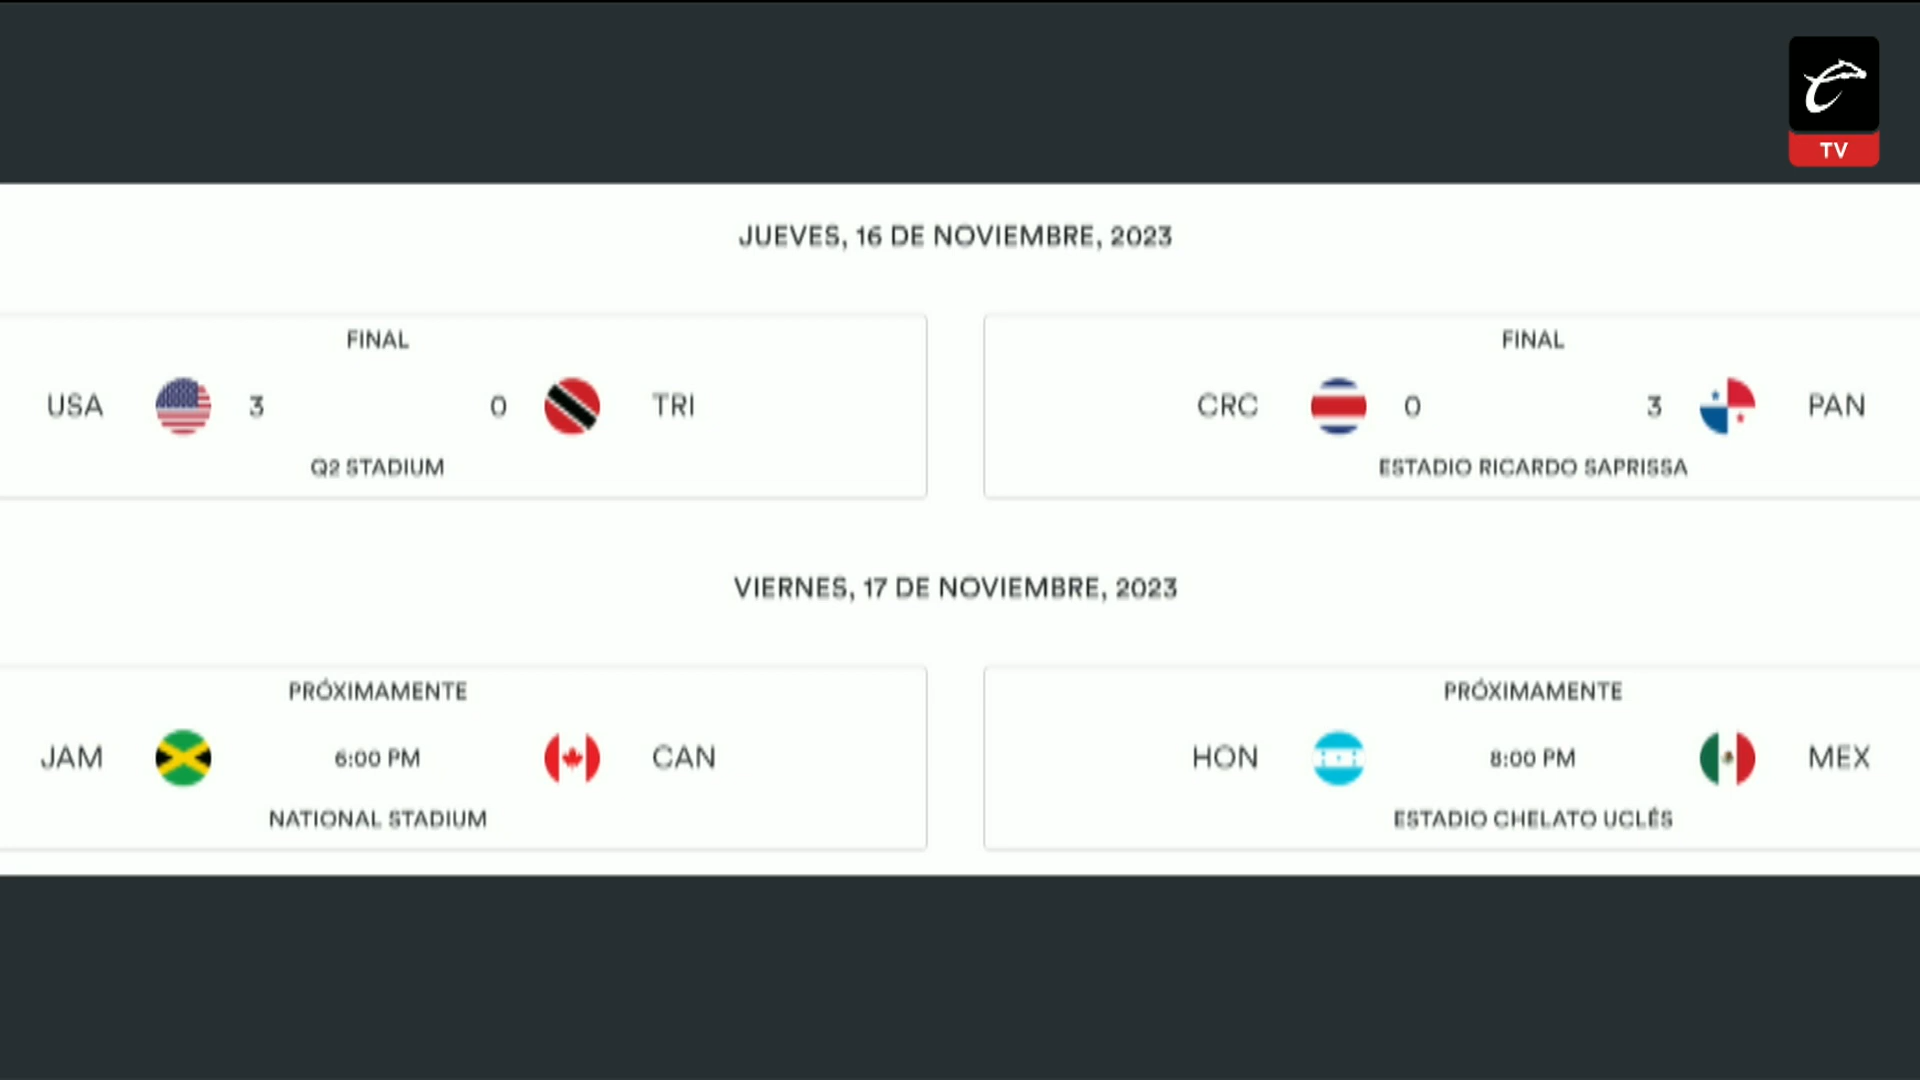 TV
JUEVES, 16 DE NOVIEMBRE, 2023
FINAL
USA 3 0 TRI
Q2 STADIUM
FINAL
CRC 0 3 PAN
ESTADIO RICARDO SAPRISSA
VIERNES, 17 DE NOVIEMBRE, 2023
PRÓXIMAMENTE
JAM 6:00 PM CAN
NATIONAL STADIUM
PRÓXIMAMENTE
HON 8:00 PM MEX
ESTADIO CHELATO UCLÉS